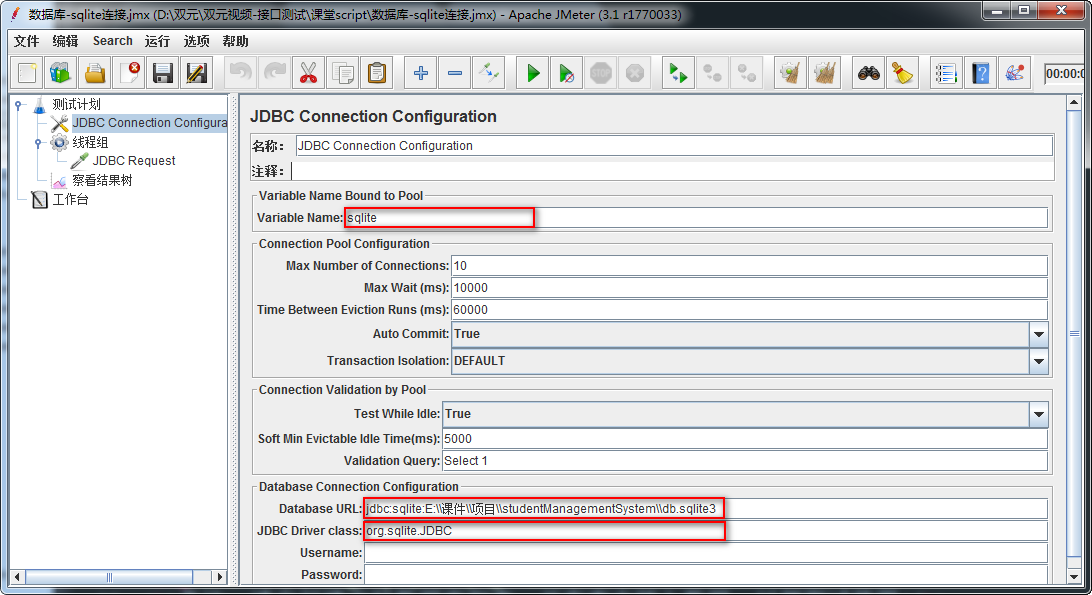 数据库-sqlite连接.jmx (D:\双元\双元视频-接口测试\课堂script\数据库-sqlite连接.jmx) - Apache JMeter (3.1 r1770033)
文件 编辑 Search 运行 选项 帮助
STOP
00:00:0
测试计划
JDBC Connection Configura
线程组
JDBC Request
察看结果树
工作台
JDBC Connection Configuration
名称： JDBC Connection Configuration
注释：
Variable Name Bound to Pool
Variable Name: sqlite
Connection Pool Configuration
Max Number of Connections: 10
Max Wait (ms): 10000
Time Between Eviction Runs (ms): 60000
Auto Commit: True
Transaction Isolation: DEFAULT
Connection Validation by Pool
Test While Idle: True
Soft Min Evictable Idle Time(ms): 5000
Validation Query: Select 1
Database Connection Configuration
Database URL: jdbc:sqlite:E:\\课件\\项目\\studentManagementSystem\\db.sqlite3
JDBC Driver class: org.sqlite.JDBC
Username:
Password: